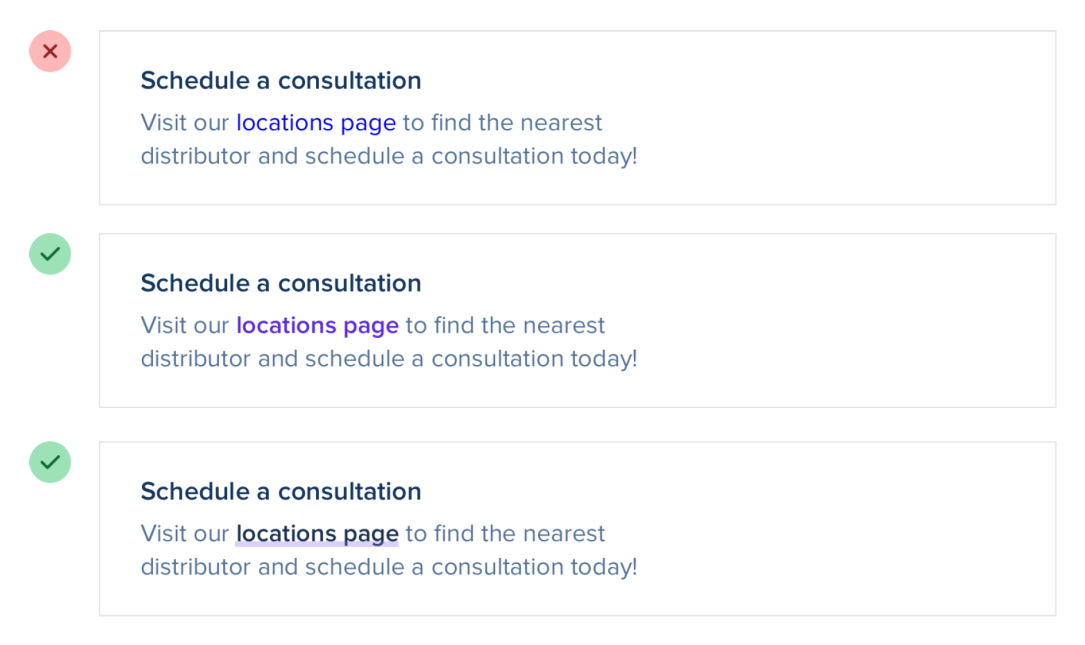 Schedule a consultation
Visit our locations page to find the nearest
distributor and schedule a consultation today!
Schedule a consultation
Visit our locations page to find the nearest
distributor and schedule a consultation today!
Schedule a consultation
Visit our locations page to find the nearest
distributor and schedule a consultation today!